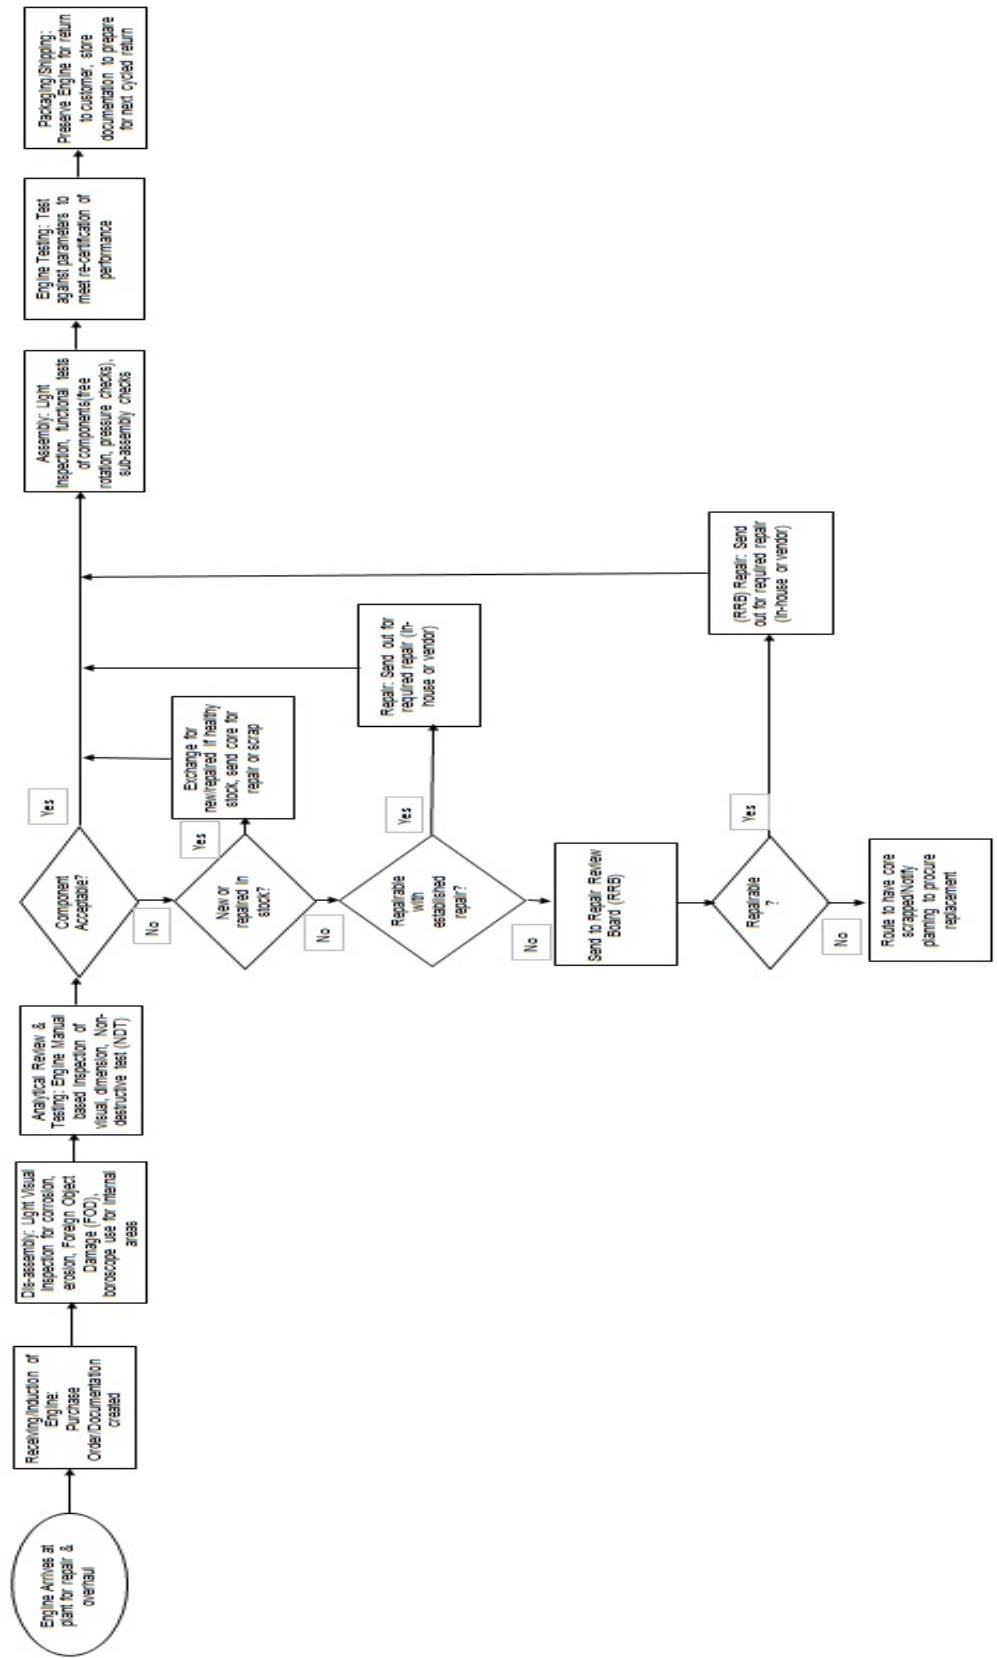 Engine Arrives at
plant for repair &
overhaul
Receiving/Induction of
Engine:
Purchase
Order/Documentation
created
Dis-assembly: Light Visual
Inspection for corrosion,
erosion, Foreign Object
Damage (FOD),
boroscope use for Internal
areas
Analytical Review &
Testing: Engine Manual
based Inspection of
Visual, dimension, Non-
destructive test (NDT)
Component
Acceptable?
Yes
No
New or
repaired in
stock?
Yes
No
Exchange for
new/repaired if healthy
stock, send core for
repair or scrap
Repairable
with
established
repair?
Yes
No
Repair: Send out for
required repair (in-
house or vendor)
Send to Repair Review
Board (RRB)
Repairable
?
Yes
No
(RRB) Repair: Send
out for required repair
(in-house or vendor)
Route to have core
scrapped/Notify
planning to procure
replacement
Assembly: Light
Inspection, functional tests
of components(free
rotation, pressure checks),
sub-assembly checks
Engine Testing: Test
against parameters to
meet re-certification of
performance
Packaging/Shipping:
Preserve Engine for return
to customer, store
documentation to prepare
for next cycled return